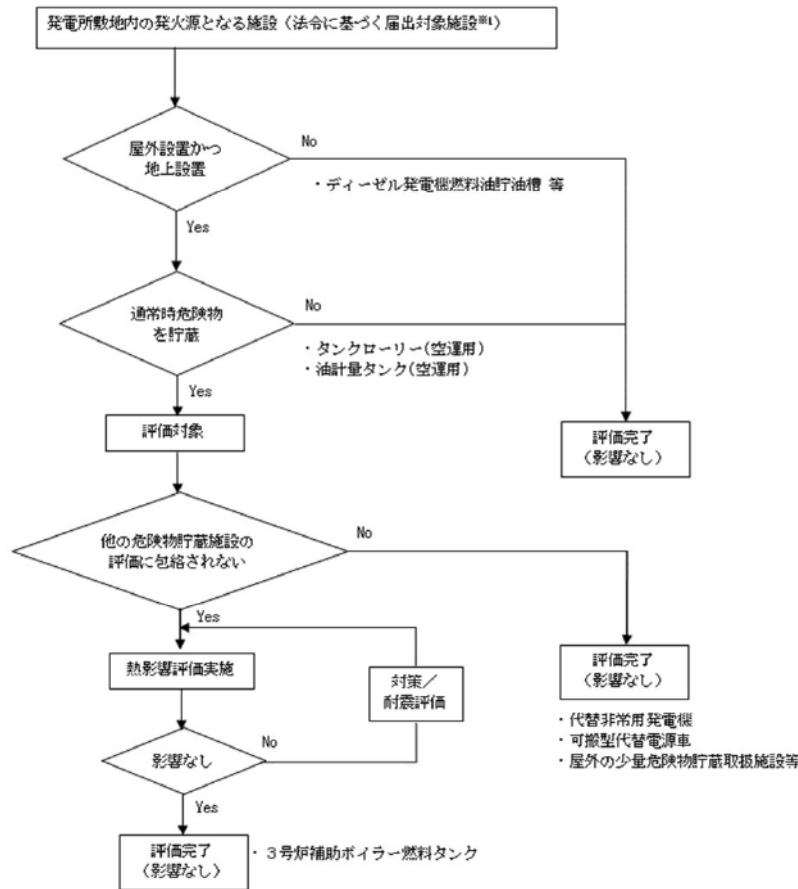 発電所敷地内の発火源となる施設（法令に基づく届出対象施設※1）
屋外設置かつ
地上設置
No
・ディーゼル発電機燃料油貯油槽 等
Yes
通常時危険物
を貯蔵
No
・タンクローリー(空運用)
・油計量タンク(空運用)
Yes
評価対象
評価完了
（影響なし）
他の危険物貯蔵施設の
評価に包絡されない
No
Yes
熱影響評価実施
対策／
耐震評価
評価完了
（影響なし）
・代替非常用発電機
・可搬型代替電源車
・屋外の少量危険物貯蔵取扱施設等
影響なし
No
Yes
評価完了
（影響なし）
・３号炉補助ボイラー燃料タンク